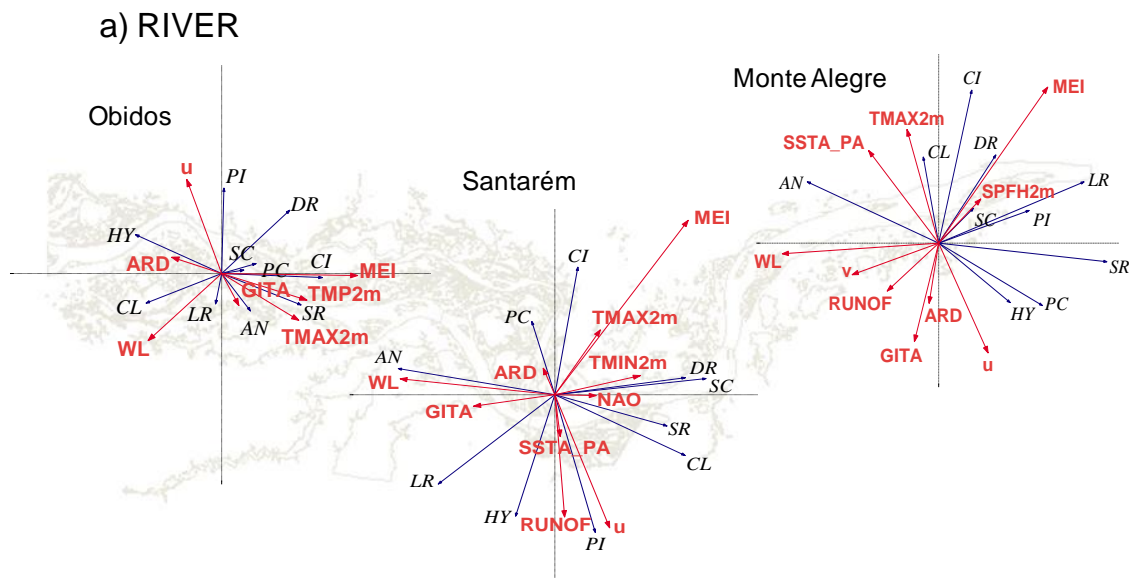 a) RIVER
Obidos
u
PI
DR
HY
ARD
SC
PC
CI
MEI
GITA
TMP2m
CL
LR
AN
SR
TMAX2m
WL
Santarém
MEI
CI
PC
TMAX2m
AN
ARD
TMIN2m
DR
WL
SC
GITA
NAO
SR
SSTA_PA
CL
LR
HY
RUNOF
u
PI
Monte Alegre
CI
MEI
TMAX2m
SSTA_PA
CL
DR
AN
LR
SPFH2m
SC
PI
WL
SR
v
RUNOF
ARD
HY
PC
GITA
u